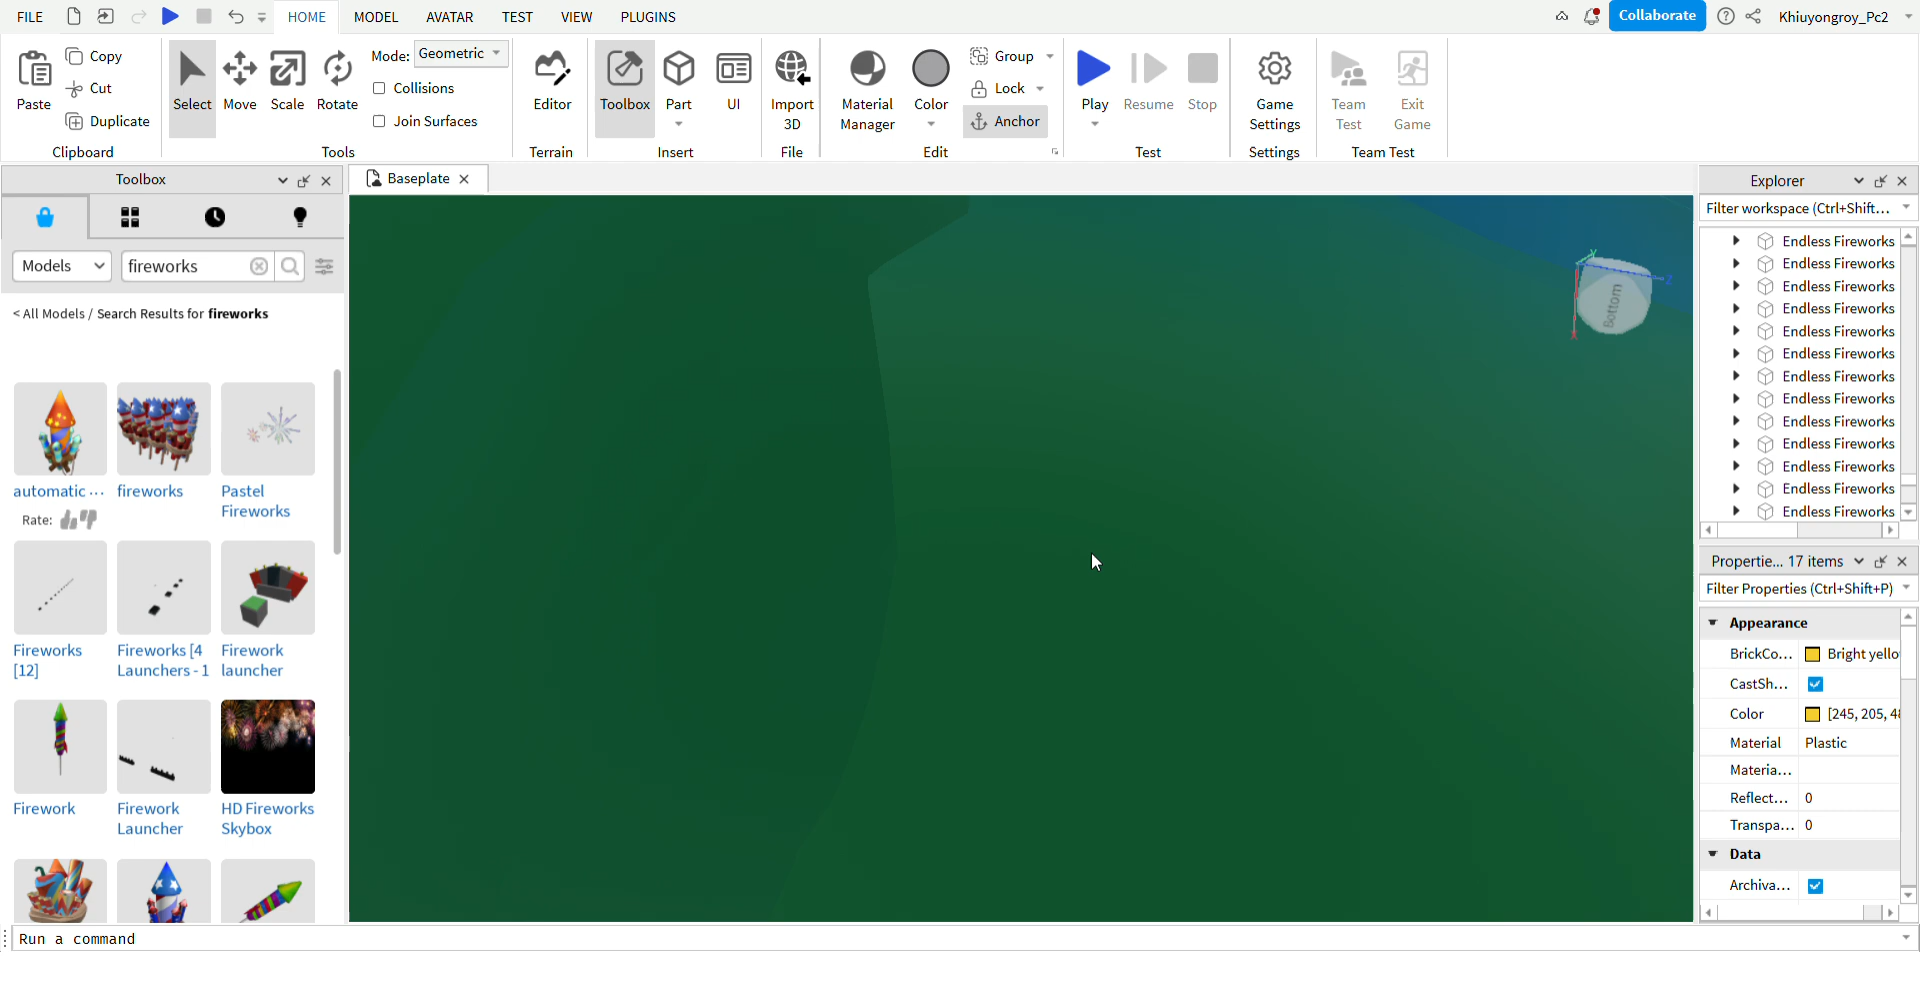 FILE
HOME
MODEL
AVATAR
TEST
VIEW
PLUGINS
Collaborate
Khiuyongroy_Pc2
Paste
Copy
Cut
Duplicate
Clipboard
Select
Move
Scale
Rotate
Mode: Geometric
Collisions
Join Surfaces
Tools
Editor
Terrain
Toolbox
Part
UI
Insert
Import
3D
File
Material
Manager
Color
Group
Lock
Anchor
Edit
Play
Resume
Stop
Test
Game
Settings
Settings
Team
Test
Exit
Game
Team Test
Toolbox
Models
fireworks
< All Models / Search Results for fireworks
automatic ...
Rate:
fireworks
Pastel
Fireworks
Fireworks
[12]
Fireworks [4
Launchers - 1
Firework
launcher
Firework
Firework
Launcher
HD Fireworks
Skybox
Baseplate
Y
Z
X
Bottom
Explorer
Filter workspace (Ctrl+Shift...
Endless Fireworks
Endless Fireworks
Endless Fireworks
Endless Fireworks
Endless Fireworks
Endless Fireworks
Endless Fireworks
Endless Fireworks
Endless Fireworks
Endless Fireworks
Endless Fireworks
Endless Fireworks
Endless Fireworks
Propertie... 17 items
Filter Properties (Ctrl+Shift+P)
Appearance
BrickCo... Bright yello
CastSh...
Color [245, 205, 48
Material Plastic
Materia...
Reflect... 0
Transpa... 0
Data
Archiva...
Run a command